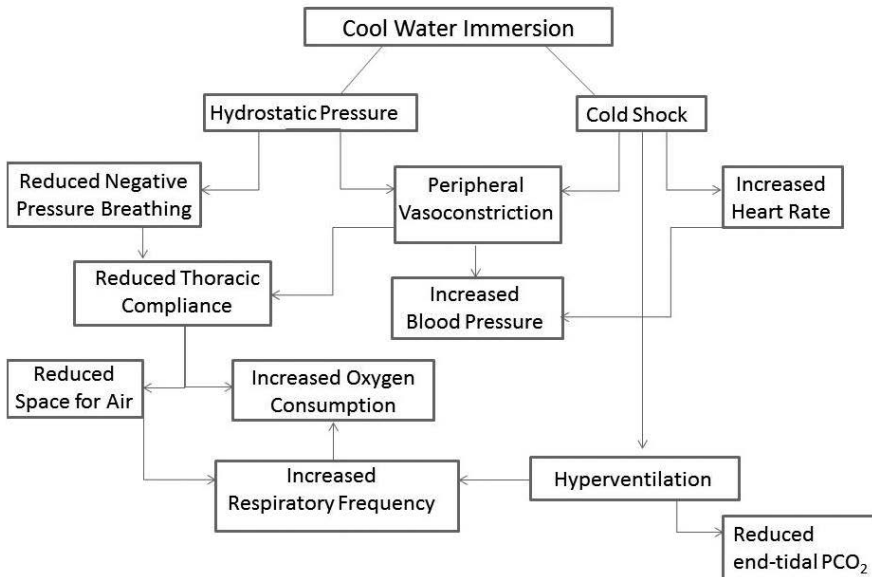 Cool Water Immersion
Hydrostatic Pressure
Cold Shock
Reduced Negative
Pressure Breathing
Peripheral
Vasoconstriction
Increased
Heart Rate
Reduced Thoracic
Compliance
Increased
Blood Pressure
Reduced
Space for Air
Increased Oxygen
Consumption
Increased
Respiratory Frequency
Hyperventilation
Reduced
end-tidal PCO₂